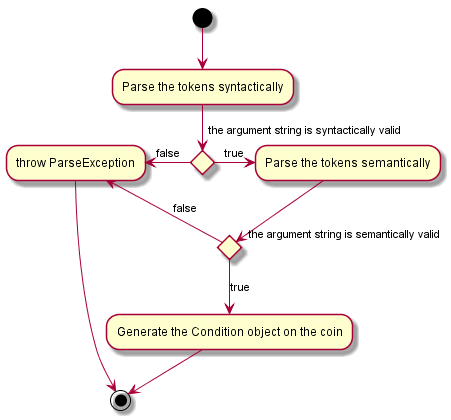 Parse the tokens syntactically
the argument string is syntactically valid
false
true
throw ParseException
Parse the tokens semantically
false
the argument string is semantically valid
true
Generate the Condition object on the coin